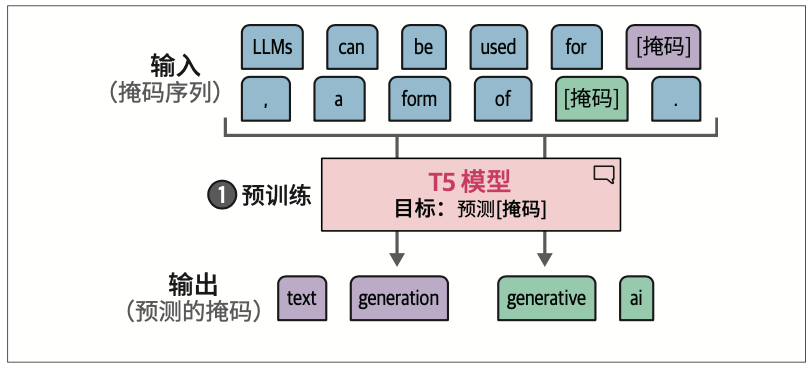 输入
(掩码序列)
LLMs can be used for [掩码]
, a form of [掩码] .
1 预训练
T5 模型
目标：预测[掩码]
输出
(预测的掩码)
text generation generative ai